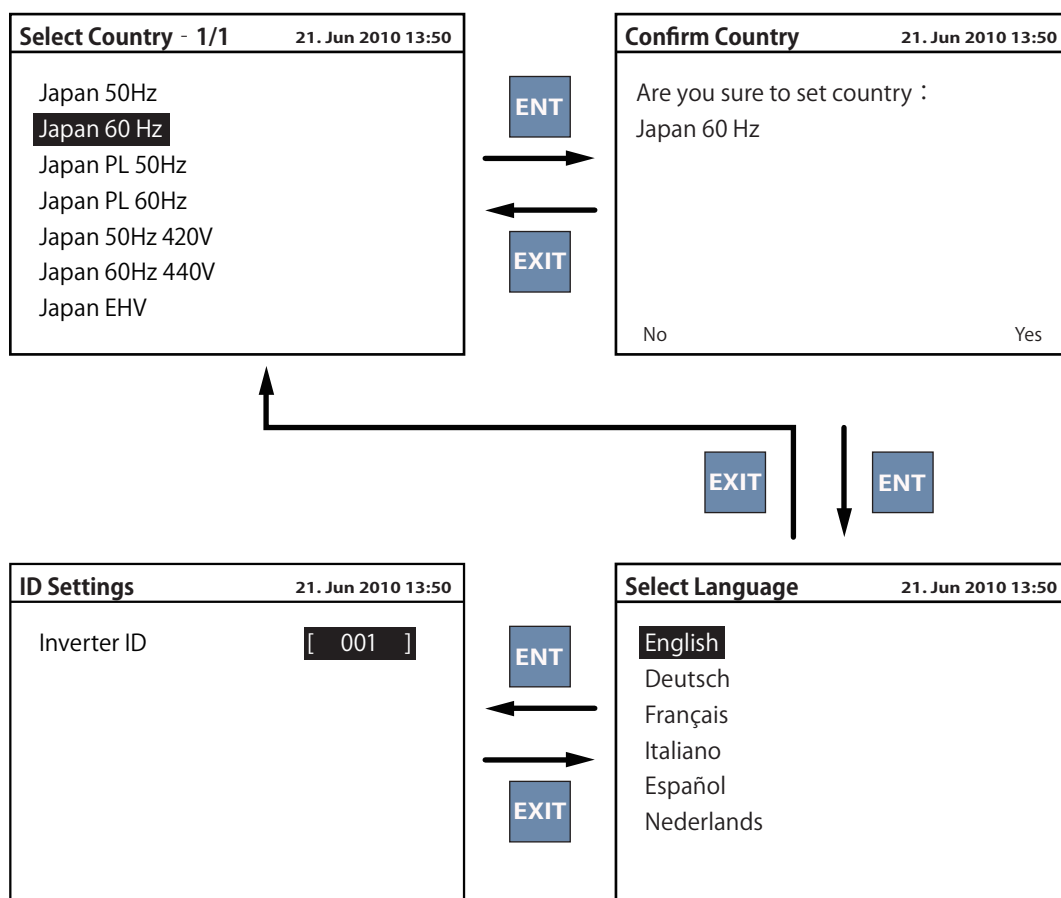 Select Country - 1/1 21. Jun 2010 13:50
Japan 50Hz
Japan 60 Hz
Japan PL 50Hz
Japan PL 60Hz
Japan 50Hz 420V
Japan 60Hz 440V
Japan EHV
ENT
EXIT
Confirm Country 21. Jun 2010 13:50
Are you sure to set country：
Japan 60 Hz
No Yes
EXIT
ENT
ID Settings 21. Jun 2010 13:50
Inverter ID [ 001 ]
ENT
EXIT
Select Language 21. Jun 2010 13:50
English
Deutsch
Français
Italiano
Español
Nederlands